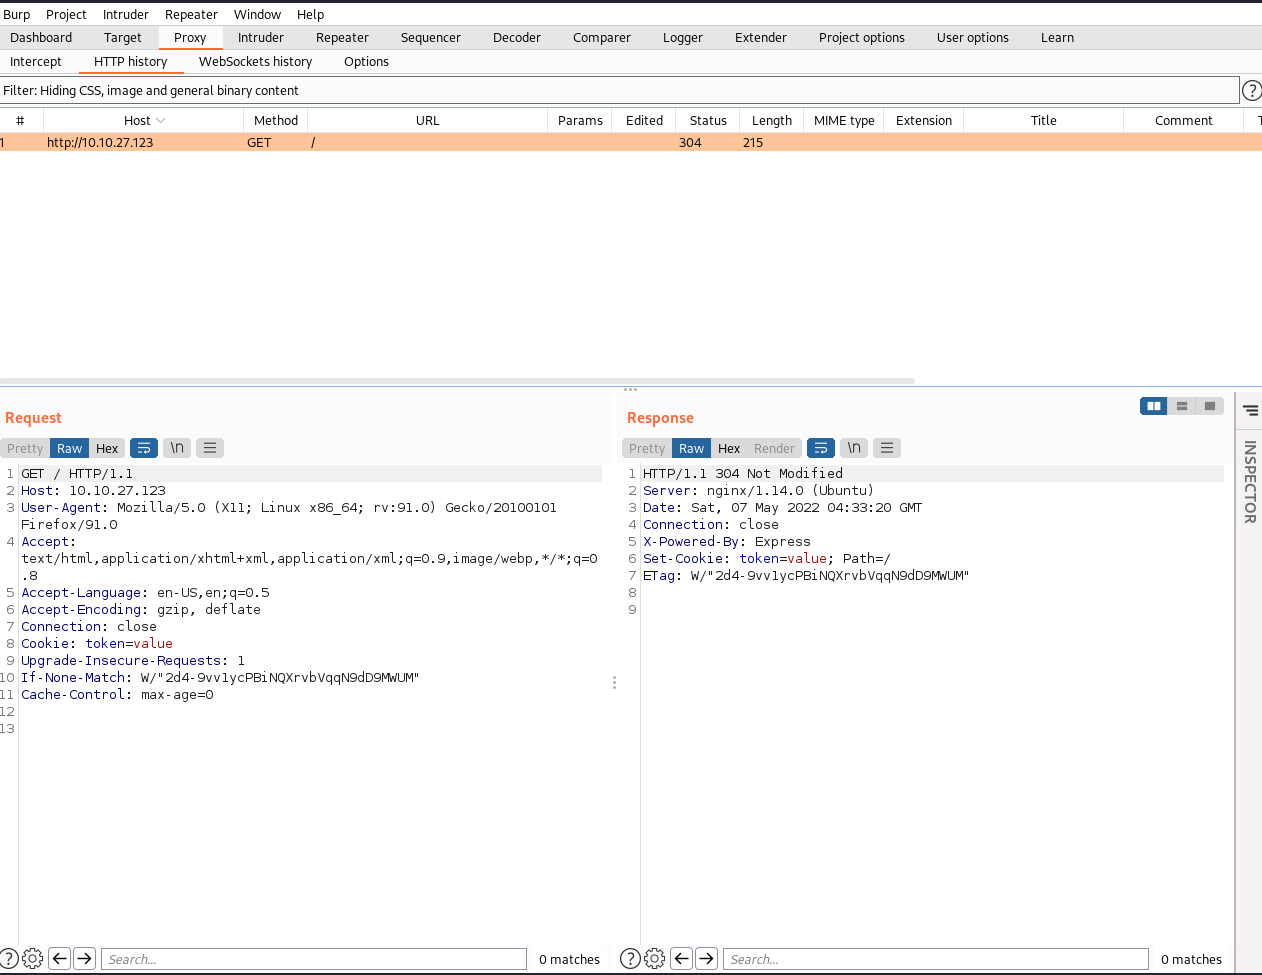 Burp Project Intruder Repeater Window Help
Dashboard Target Proxy Intruder Repeater Sequencer Decoder Comparer Logger Extender Project options User options Learn
Intercept HTTP history WebSockets history Options
Filter: Hiding CSS, image and general binary content ?
# Host Method URL Params Edited Status Length MIME type Extension Title Comment T
1 http://10.10.27.123 GET / 304 215
Request
Pretty Raw Hex \n
1 GET / HTTP/1.1
2 Host: 10.10.27.123
3 User-Agent: Mozilla/5.0 (X11; Linux x86_64; rv:91.0) Gecko/20100101
Firefox/91.0
4 Accept:
text/html,application/xhtml+xml,application/xml;q=0.9,image/webp,*/*;q=0
.8
5 Accept-Language: en-US,en;q=0.5
6 Accept-Encoding: gzip, deflate
7 Connection: close
8 Cookie: token=value
9 Upgrade-Insecure-Requests: 1
10 If-None-Match: W/"2d4-9vv1ycPBiNQXrvbVqqN9dD9MWUM"
11 Cache-Control: max-age=0
12
13
? Search... 0 matches
Response
Pretty Raw Hex Render \n
1 HTTP/1.1 304 Not Modified
2 Server: nginx/1.14.0 (Ubuntu)
3 Date: Sat, 07 May 2022 04:33:20 GMT
4 Connection: close
5 X-Powered-By: Express
6 Set-Cookie: token=value; Path=/
7 ETag: W/"2d4-9vv1ycPBiNQXrvbVqqN9dD9MWUM"
8
9
? Search... 0 matches
INSPECTOR